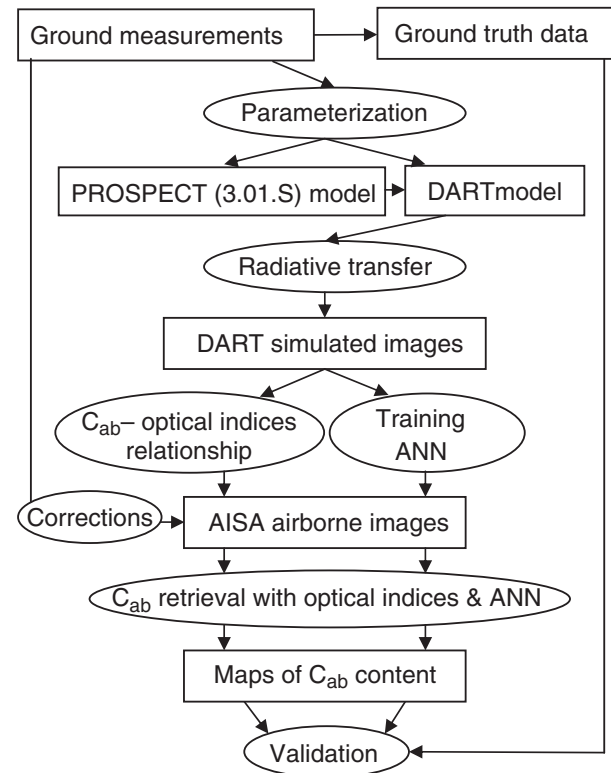 Ground measurements
Ground truth data
Parameterization
PROSPECT (3.01.S) model
DARTmodel
Radiative transfer
DART simulated images
Cab– optical indices
relationship
Training
ANN
Corrections
AISA airborne images
Cab retrieval with optical indices & ANN
Maps of Cab content
Validation